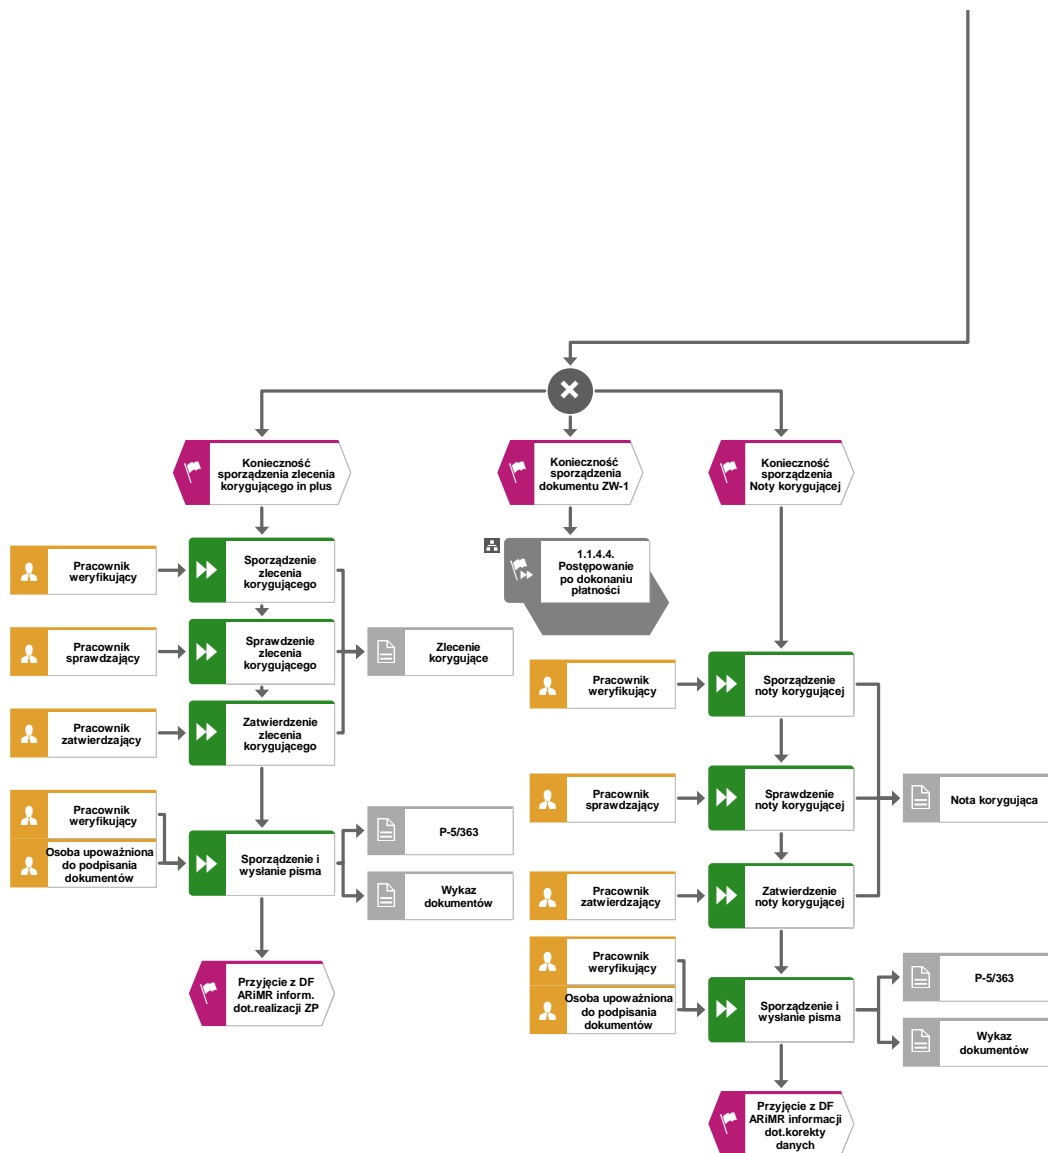 Konieczność
sporządzenia zlecenia
korygującego in plus
Konieczność
sporządzenia
dokumentu ZW-1
Konieczność
sporządzenia
Noty korygującej
Pracownik
weryfikujący
Sporządzenie
zlecenia
korygującego
1.1.4.4.
Postępowanie
po dokonaniu
płatności
Pracownik
sprawdzający
Sprawdzenie
zlecenia
korygującego
Zlecenie
korygujące
Pracownik
zatwierdzający
Zatwierdzenie
zlecenia
korygującego
Pracownik
weryfikujący
Osoba upoważniona
do podpisania
dokumentów
Sporządzenie i
wysłanie pisma
P-5/363
Wykaz
dokumentów
Przyjęcie z DF
ARiMR inform.
dot.realizacji ZP
Pracownik
weryfikujący
Sporządzenie
noty korygującej
Pracownik
sprawdzający
Sprawdzenie
noty korygującej
Nota korygująca
Pracownik
zatwierdzający
Zatwierdzenie
noty korygującej
Pracownik
weryfikujący
Osoba upoważniona
do podpisania
dokumentów
Sporządzenie i
wysłanie pisma
P-5/363
Wykaz
dokumentów
Przyjęcie z DF
ARiMR informacji
dot.korekty
danych